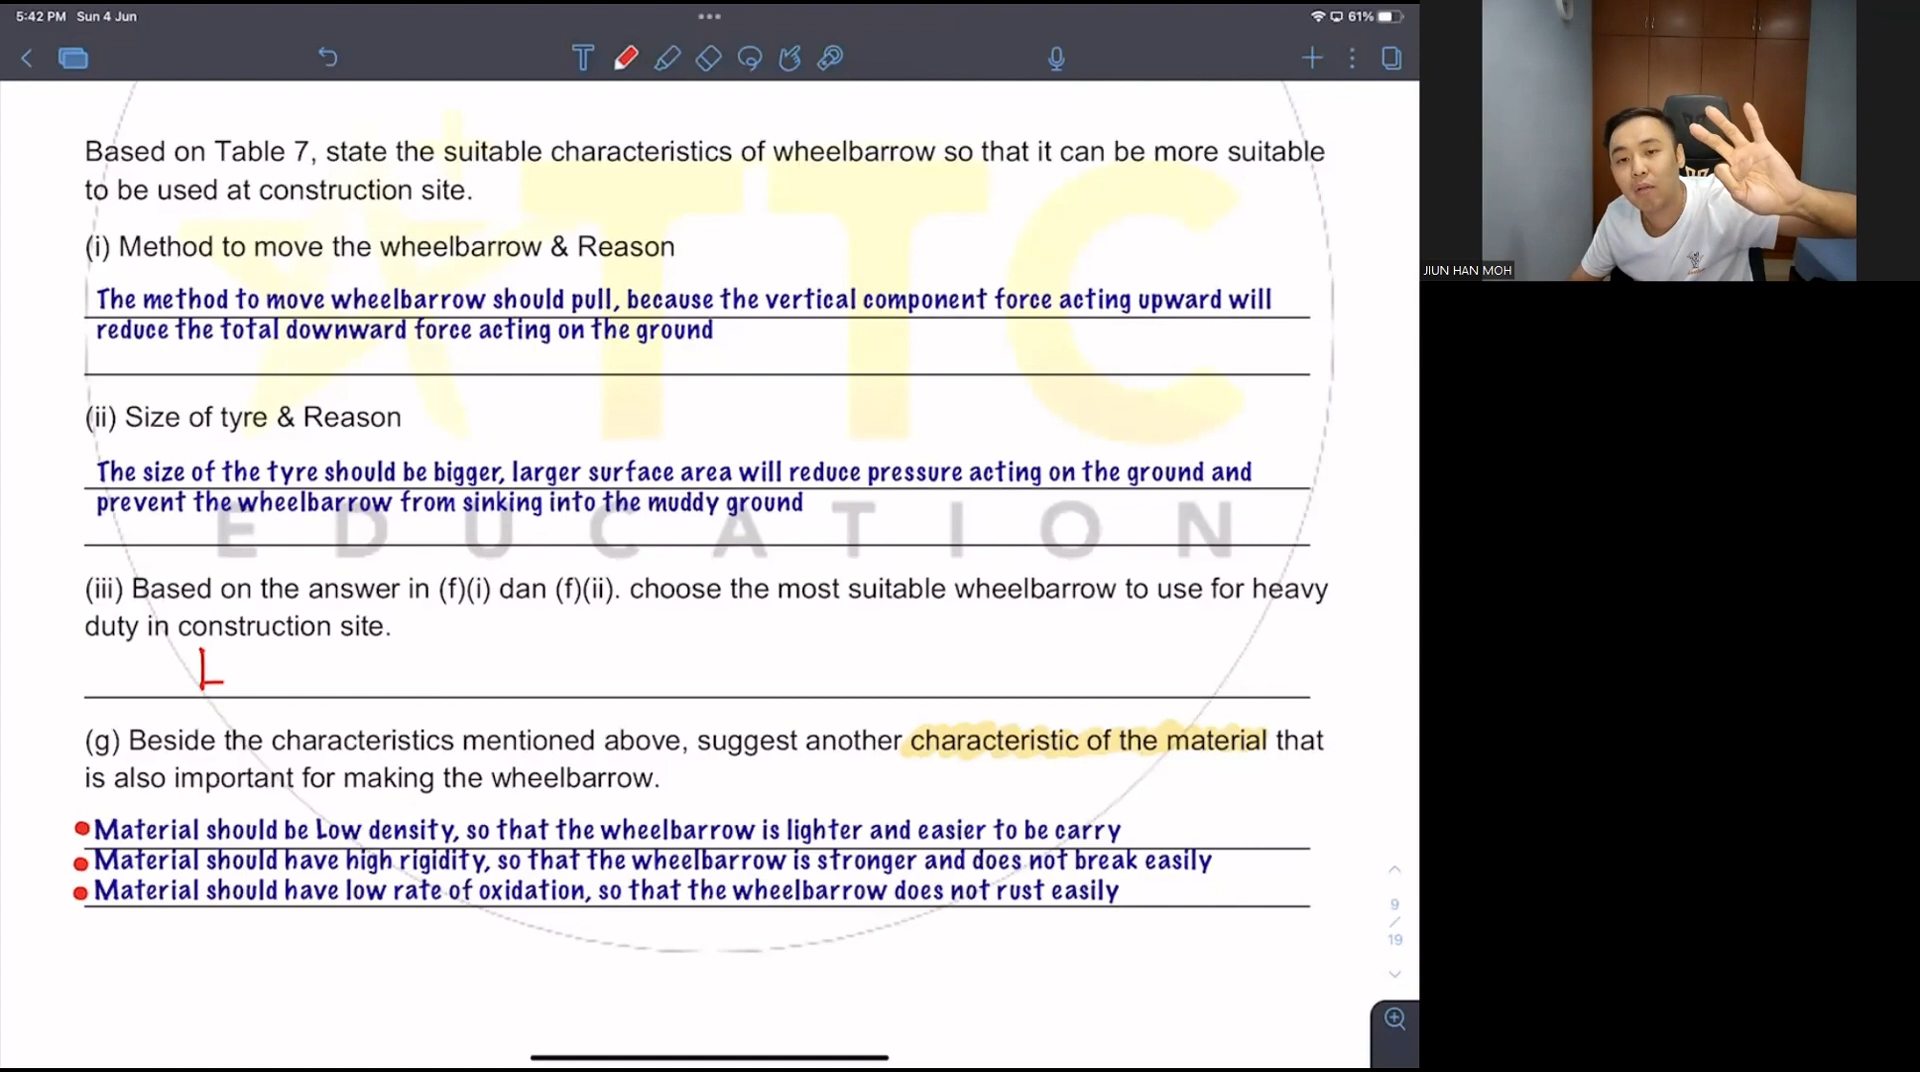 5:42 PM Sun 4 Jun
61%
Based on Table 7, state the suitable characteristics of wheelbarrow so that it can be more suitable
to be used at construction site.
(i) Method to move the wheelbarrow & Reason
The method to move wheelbarrow should pull, because the vertical component force acting upward will
reduce the total downward force acting on the ground
(ii) Size of tyre & Reason
The size of the tyre should be bigger, larger surface area will reduce pressure acting on the ground and
prevent the wheelbarrow from sinking into the muddy ground
(iii) Based on the answer in (f)(i) dan (f)(ii). choose the most suitable wheelbarrow to use for heavy
duty in construction site.
L
(g) Beside the characteristics mentioned above, suggest another characteristic of the material that
is also important for making the wheelbarrow.
Material should be Low density, so that the wheelbarrow is lighter and easier to be carry
Material should have high rigidity, so that the wheelbarrow is stronger and does not break easily
Material should have low rate of oxidation, so that the wheelbarrow does not rust easily
TTC
EDUCATION
9
/
19
JIUN HAN MOH